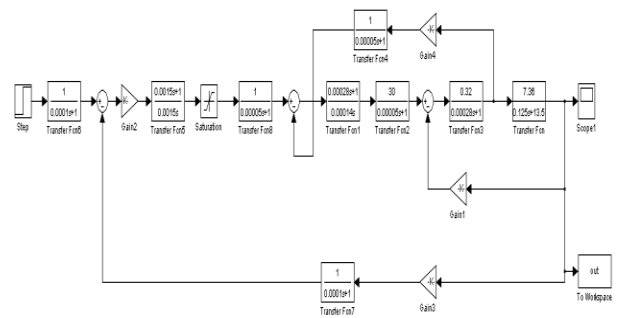 1
0.00005s+1
Transfer Fcn4
-K-
Gain4
Step
1
0.0001s+1
Transfer Fcn6
Gain2
0.0015s+1
0.0015s
Transfer Fcn5
Saturation
1
0.00005s+1
Transfer Fcn8
0.00028s+1
0.00014s
Transfer Fcn1
30
0.00005s+1
Transfer Fcn2
0.32
0.00028s+1
Transfer Fcn3
7.36
0.125s+13.5
Transfer Fcn
Scope1
-K-
Gain1
1
0.0001s+1
Transfer Fcn7
-K-
Gain3
out
To Workspace